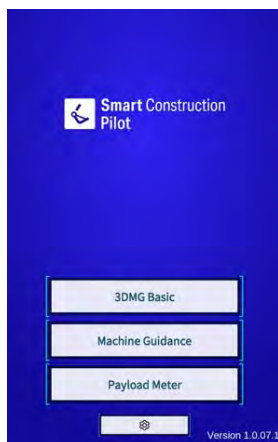 Smart Construction
Pilot
3DMG Basic
Machine Guidance
Payload Meter
Version 1.0.07.1